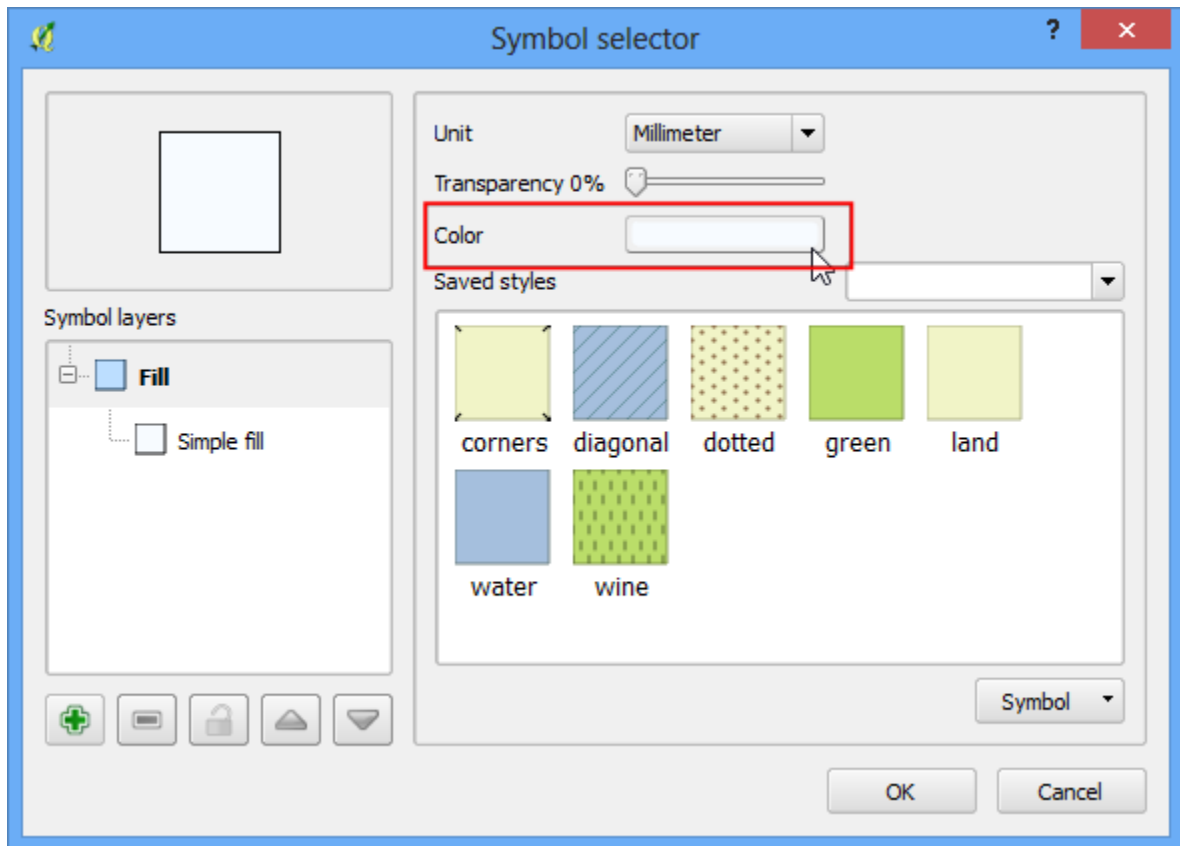 Symbol selector
?
Unit
Millimeter
Transparency 0%
Color
Saved styles
Symbol layers
Fill
Simple fill
corners diagonal dotted green land
water wine
Symbol
OK Cancel